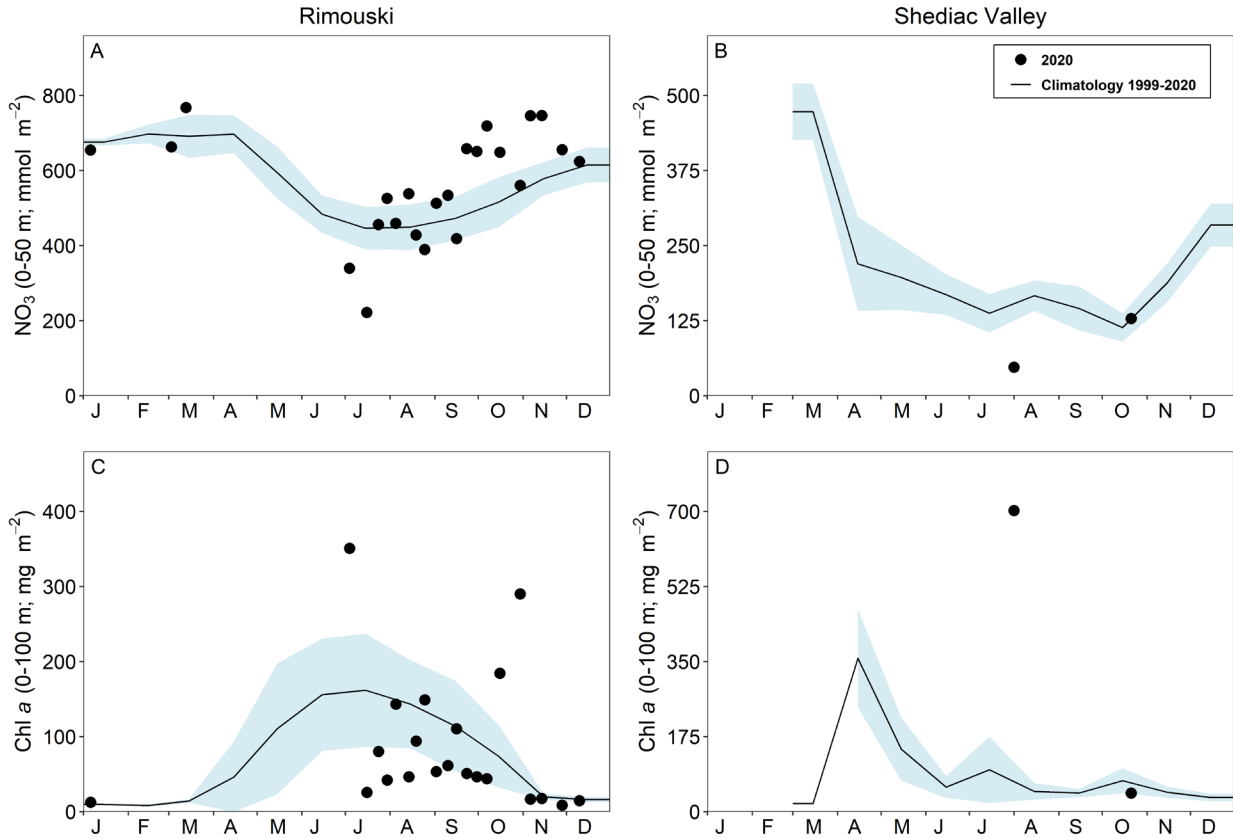 Rimouski
Shediac Valley
A
NO₃ (0-50 m; mmol m⁻²)
800
600
400
200
0
J F M A M J J A S O N D
B
2020
Climatology 1999-2020
NO₃ (0-50 m; mmol m⁻²)
500
375
250
125
0
J F M A M J J A S O N D
C
Chl a (0-100 m; mg m⁻²)
400
300
200
100
0
J F M A M J J A S O N D
D
Chl a (0-100 m; mg m⁻²)
700
525
350
175
0
J F M A M J J A S O N D